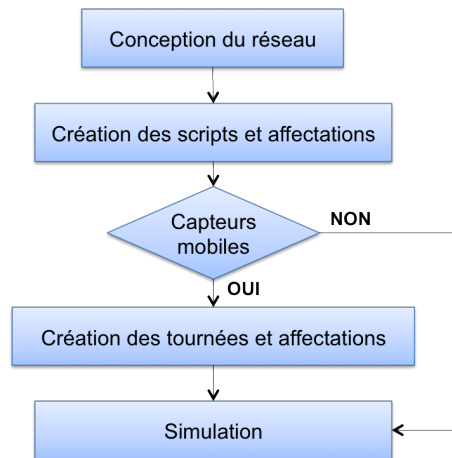 Conception du réseau
Création des scripts et affectations
Capteurs
mobiles
NON
OUI
Création des tournées et affectations
Simulation